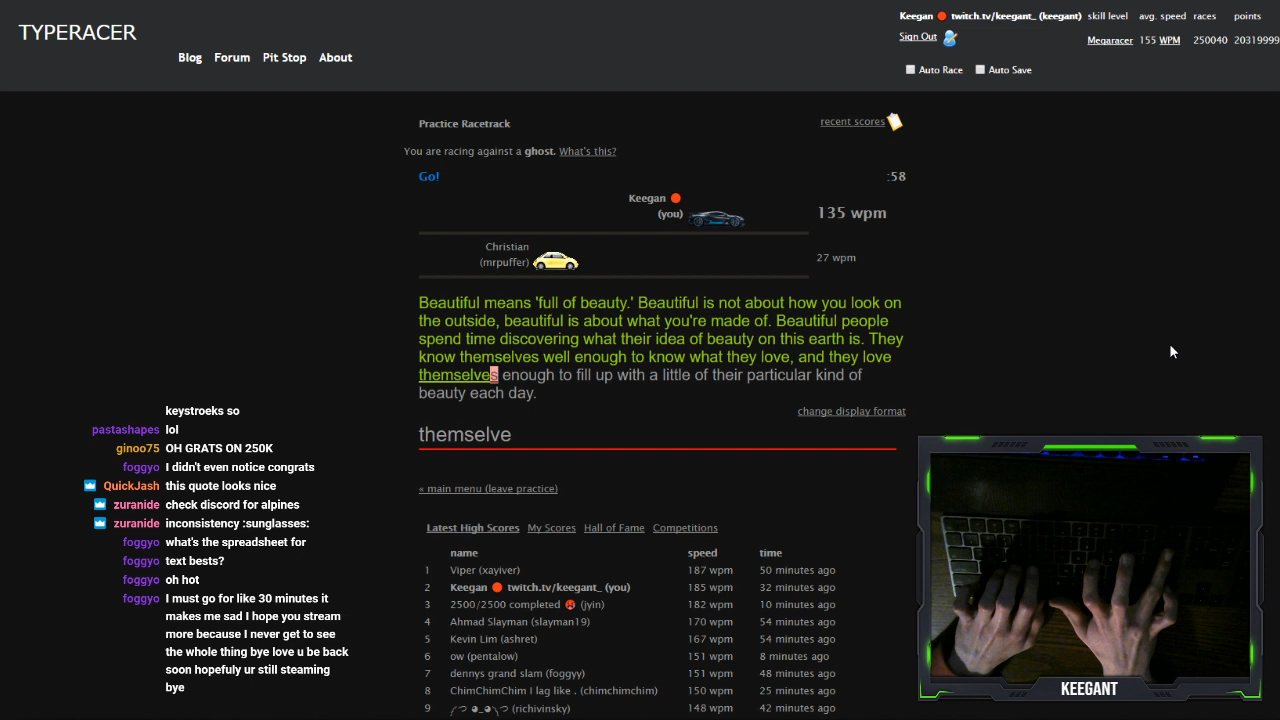 TYPERACER
Blog Forum Pit Stop About
Keegan twitch.tv/keegant_ (keegant) skill level avg. speed races points
Sign Out Megaracer 155 WPM 250040 20319999
Auto Race Auto Save
Practice Racetrack recent scores
You are racing against a ghost. What's this?
Go! :58
Keegan
(you) 135 wpm
Christian
(mrpuffer) 27 wpm
Beautiful means 'full of beauty.' Beautiful is not about how you look on
the outside, beautiful is about what you're made of. Beautiful people
spend time discovering what their idea of beauty on this earth is. They
know themselves well enough to know what they love, and they love
themselves enough to fill up with a little of their particular kind of
beauty each day.
change display format
themselve
« main menu (leave practice)
Latest High Scores My Scores Hall of Fame Competitions
name speed time
1 Viper (xayiver) 187 wpm 50 minutes ago
2 Keegan twitch.tv/keegant_ (you) 185 wpm 32 minutes ago
3 2500/2500 completed (jyin) 182 wpm 10 minutes ago
4 Ahmad Slayman (slayman19) 170 wpm 54 minutes ago
5 Kevin Lim (ashret) 167 wpm 54 minutes ago
6 ow (pentalow) 151 wpm 8 minutes ago
7 dennys grand slam (foggyy) 151 wpm 48 minutes ago
8 ChimChimChim I lag like . (chimchimchim) 150 wpm 25 minutes ago
9 (richivinsky) 148 wpm 42 minutes ago
keystroeks so
pastashapes lol
ginoo75 OH GRATS ON 250K
foggyo I didn't even notice congrats
QuickJash this quote looks nice
zuranide check discord for alpines
zuranide inconsistency :sunglasses:
foggyo what's the spreadsheet for
foggyo text bests?
foggyo oh hot
foggyo I must go for like 30 minutes it
makes me sad I hope you stream
more because I never get to see
the whole thing bye love u be back
soon hopefuly ur still steaming
bye
KEEGANT